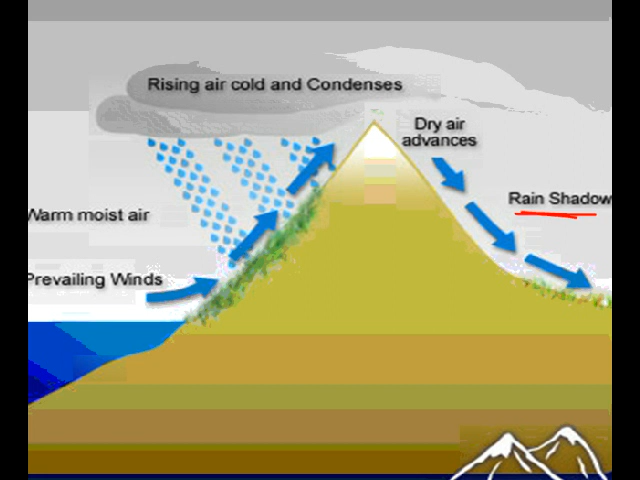 Rising air cold and Condenses
Dry air
advances
Rain Shadow
Warm moist air
Prevailing Winds